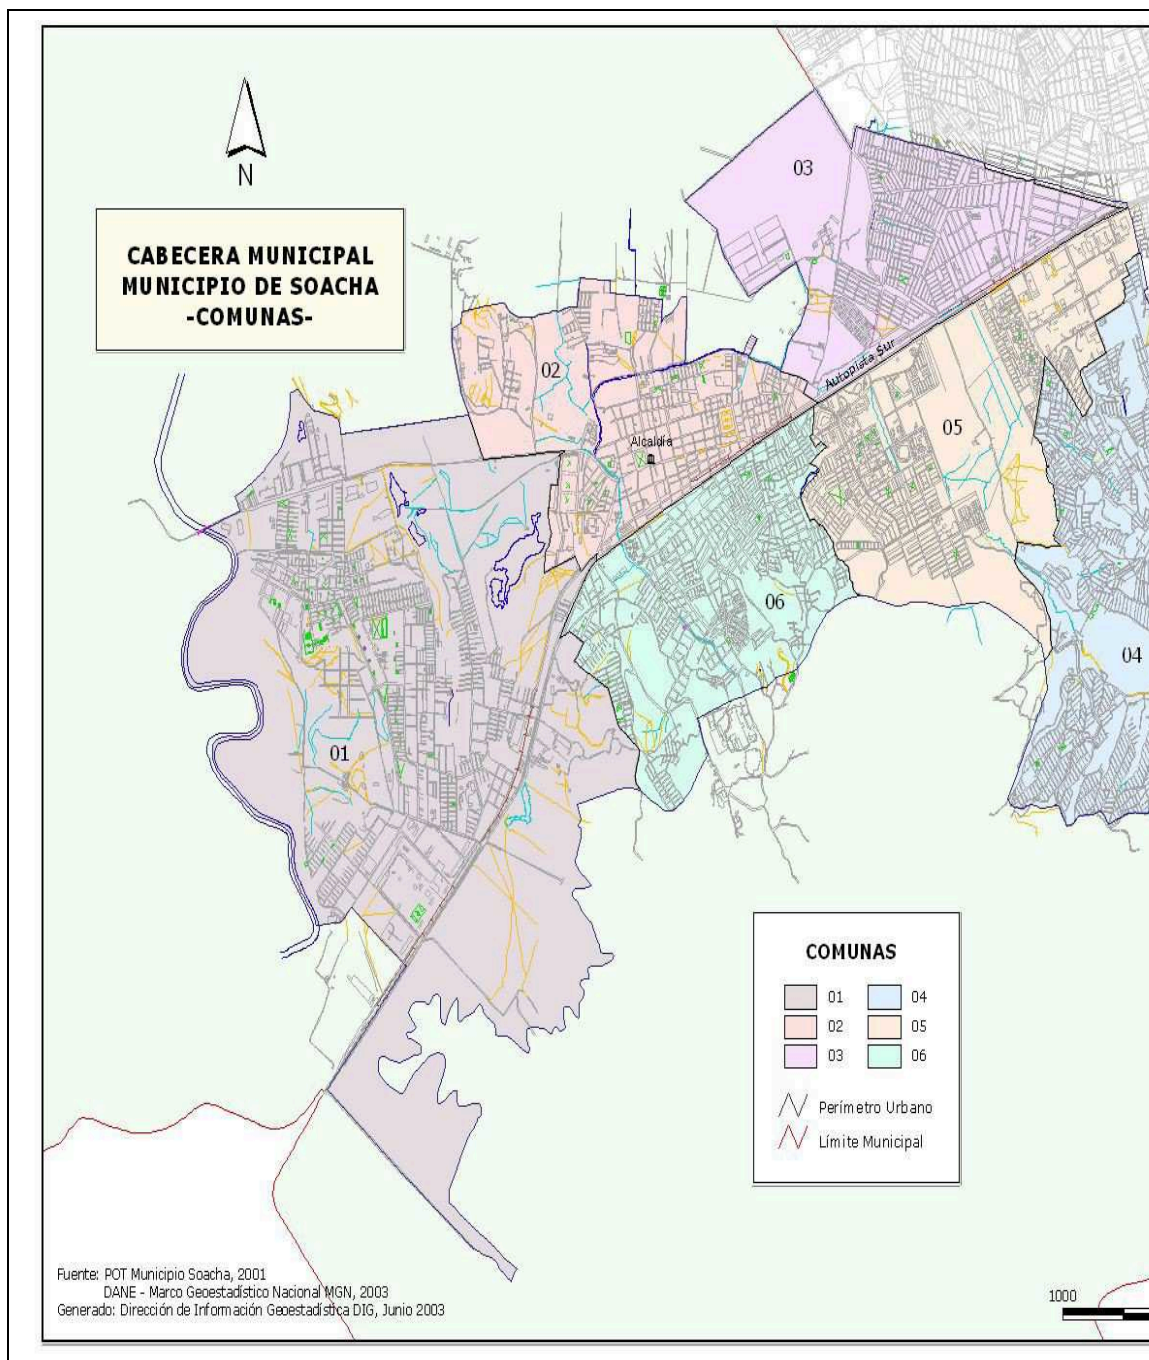 N
CABECERA MUNICIPAL
MUNICIPIO DE SOACHA
-COMUNAS-
03
02
Autopista Sur
Alcaldía
05
06
04
01
COMUNAS
01 04
02 05
03 06
Perímetro Urbano
Límite Municipal
Fuente: POT Municipio Soacha, 2001
DANE - Marco Geoestadístico Nacional MGN, 2003
Generado: Dirección de Información Geoestadística DIG, Junio 2003
1000